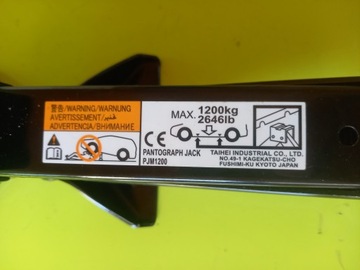 警告/WARNING/WARNUNG
AVERTISSEMENT/تحذير/
ADVERTENCIA/ВНИМАНИЕ
MAX. 1200kg
2646lb
CE
PANTOGRAPH JACK
PJM1200
TAIHEI INDUSTRIAL CO., LTD.
NO.49-1 KAGEKATSU-CHO
FUSHIMI-KU KYOTO JAPAN